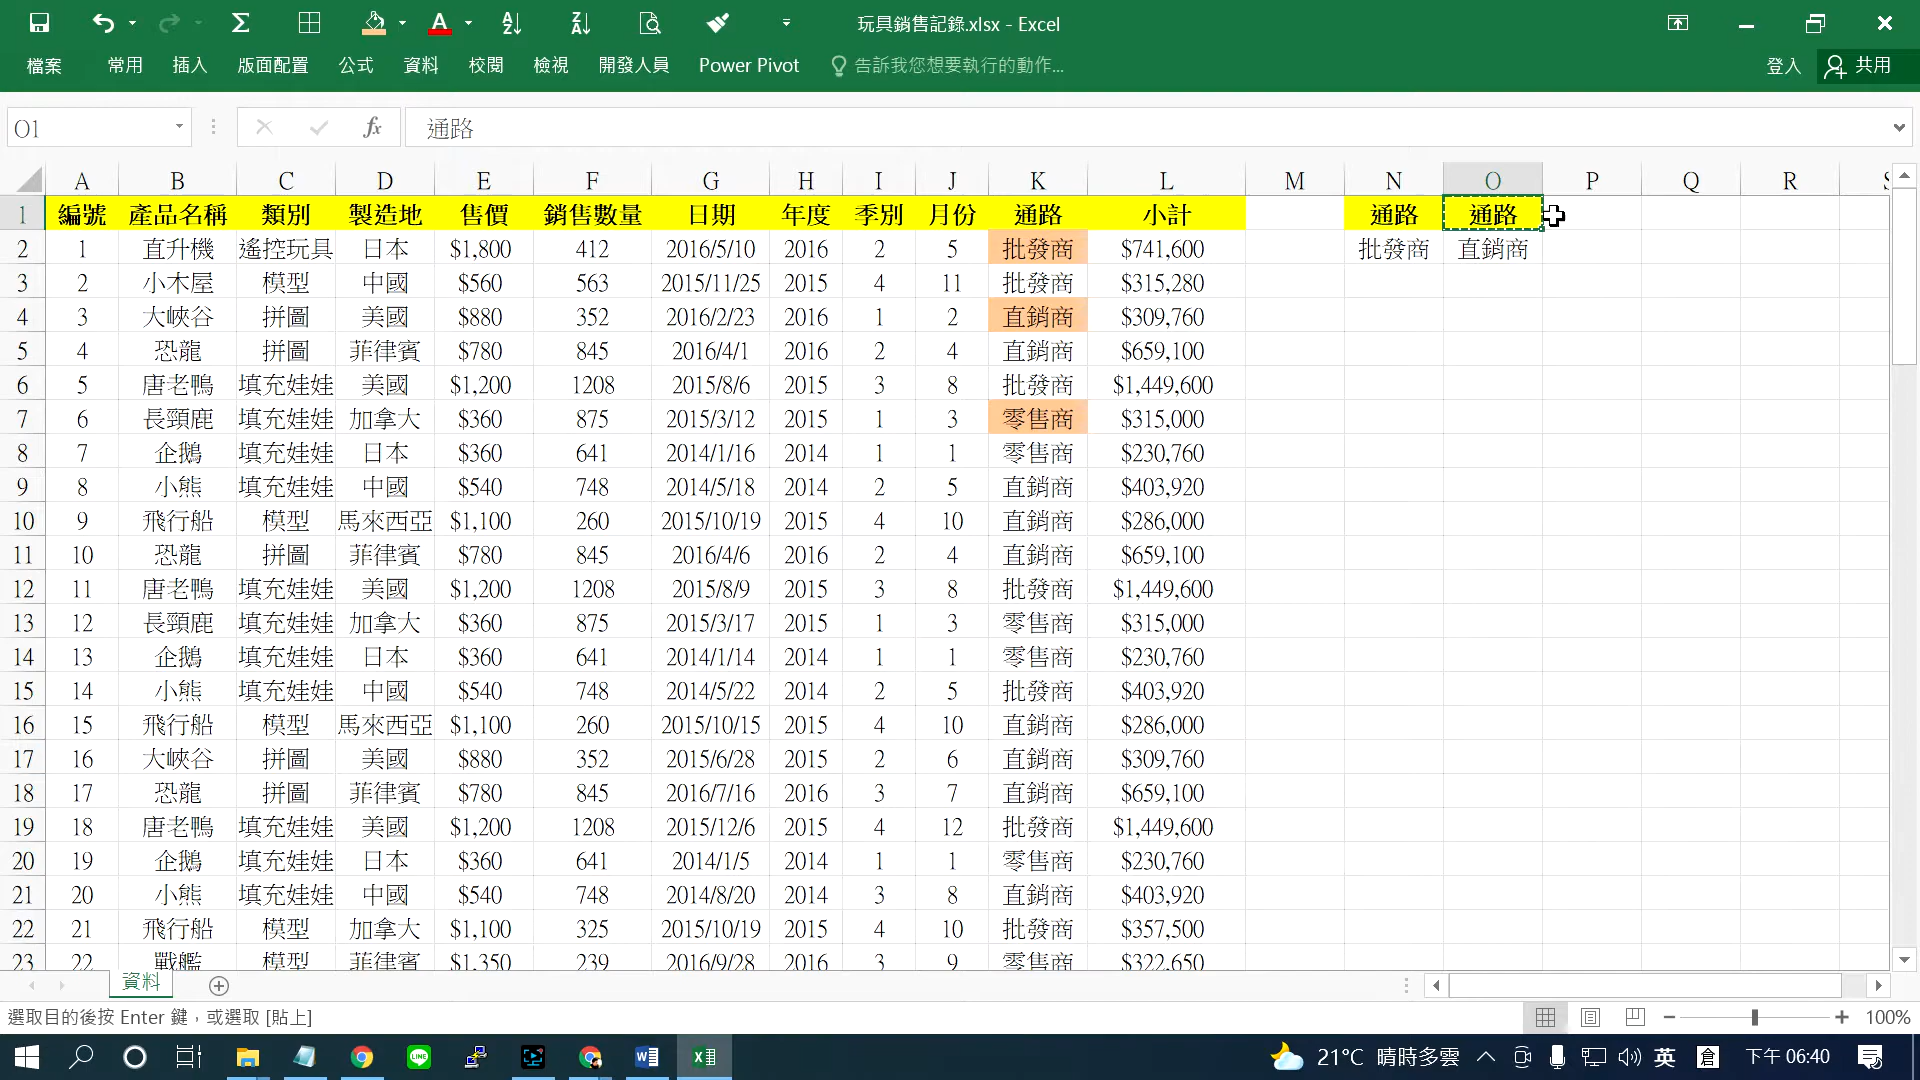 玩具銷售記錄.xlsx - Excel
檔案 常用 插入 版面配置 公式 資料 校閱 檢視 開發人員 Power Pivot 告訴我您想要執行的動作... 登入 共用
O1 fx 通路
A B C D E F G H I J K L M N O P Q R
1 編號 產品名稱 類別 製造地 售價 銷售數量 日期 年度 季別 月份 通路 小計 通路 通路
2 1 直升機 遙控玩具 日本 $1,800 412 2016/5/10 2016 2 5 批發商 $741,600 批發商 直銷商
3 2 小木屋 模型 中國 $560 563 2015/11/25 2015 4 11 批發商 $315,280
4 3 大峽谷 拼圖 美國 $880 352 2016/2/23 2016 1 2 直銷商 $309,760
5 4 恐龍 拼圖 菲律賓 $780 845 2016/4/1 2016 2 4 直銷商 $659,100
6 5 唐老鴨 填充娃娃 美國 $1,200 1208 2015/8/6 2015 3 8 批發商 $1,449,600
7 6 長頸鹿 填充娃娃 加拿大 $360 875 2015/3/12 2015 1 3 零售商 $315,000
8 7 企鵝 填充娃娃 日本 $360 641 2014/1/16 2014 1 1 零售商 $230,760
9 8 小熊 填充娃娃 中國 $540 748 2014/5/18 2014 2 5 直銷商 $403,920
10 9 飛行船 模型 馬來西亞 $1,100 260 2015/10/19 2015 4 10 直銷商 $286,000
11 10 恐龍 拼圖 菲律賓 $780 845 2016/4/6 2016 2 4 直銷商 $659,100
12 11 唐老鴨 填充娃娃 美國 $1,200 1208 2015/8/9 2015 3 8 批發商 $1,449,600
13 12 長頸鹿 填充娃娃 加拿大 $360 875 2015/3/17 2015 1 3 零售商 $315,000
14 13 企鵝 填充娃娃 日本 $360 641 2014/1/14 2014 1 1 零售商 $230,760
15 14 小熊 填充娃娃 中國 $540 748 2014/5/22 2014 2 5 批發商 $403,920
16 15 飛行船 模型 馬來西亞 $1,100 260 2015/10/15 2015 4 10 直銷商 $286,000
17 16 大峽谷 拼圖 美國 $880 352 2015/6/28 2015 2 6 直銷商 $309,760
18 17 恐龍 拼圖 菲律賓 $780 845 2016/7/16 2016 3 7 直銷商 $659,100
19 18 唐老鴨 填充娃娃 美國 $1,200 1208 2015/12/6 2015 4 12 批發商 $1,449,600
20 19 企鵝 填充娃娃 日本 $360 641 2014/1/5 2014 1 1 零售商 $230,760
21 20 小熊 填充娃娃 中國 $540 748 2014/8/20 2014 3 8 直銷商 $403,920
22 21 飛行船 模型 加拿大 $1,100 325 2015/10/19 2015 4 10 批發商 $357,500
23 22 戰艦 模型 菲律賓 $1,350 239 2016/9/28 2016 3 9 零售商 $322,650
資料
選取目的後按 Enter 鍵，或選取 [貼上] 100%
21°C 晴時多雲 英 倉 下午 06:40